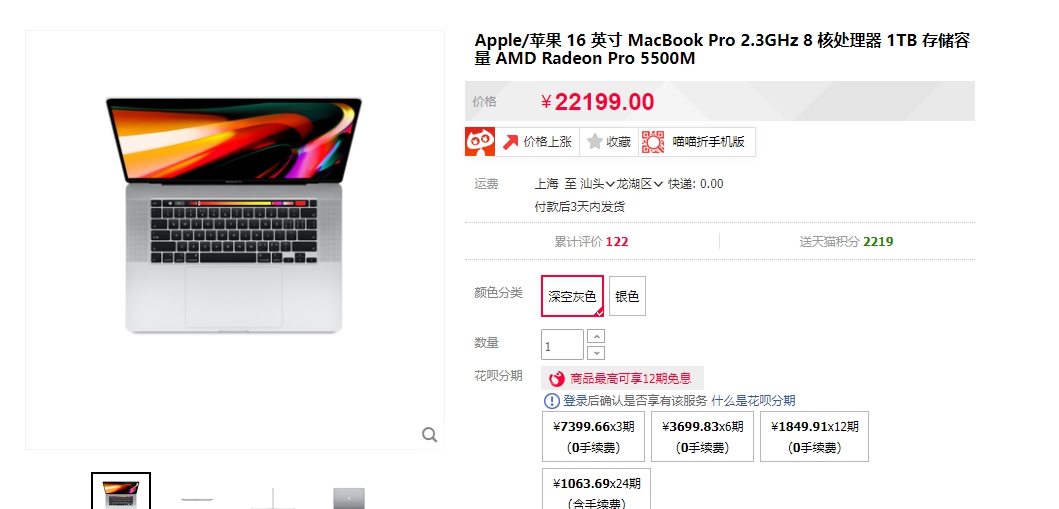 Apple/苹果 16 英寸 MacBook Pro 2.3GHz 8 核处理器 1TB 存储容
量 AMD Radeon Pro 5500M
价格 ¥22199.00
价格上涨 收藏 喵喵折手机版
运费 上海 至 汕头 龙湖区 快递: 0.00
付款后3天内发货
累计评价 122 送天猫积分 2219
颜色分类 深空灰色 银色
数量 1
花呗分期 商品最高可享12期免息
登录后确认是否享有该服务 什么是花呗分期
¥7399.66x3期 ¥3699.83x6期 ¥1849.91x12期
(0手续费) (0手续费) (0手续费)
¥1063.69x24期
(含手续费)